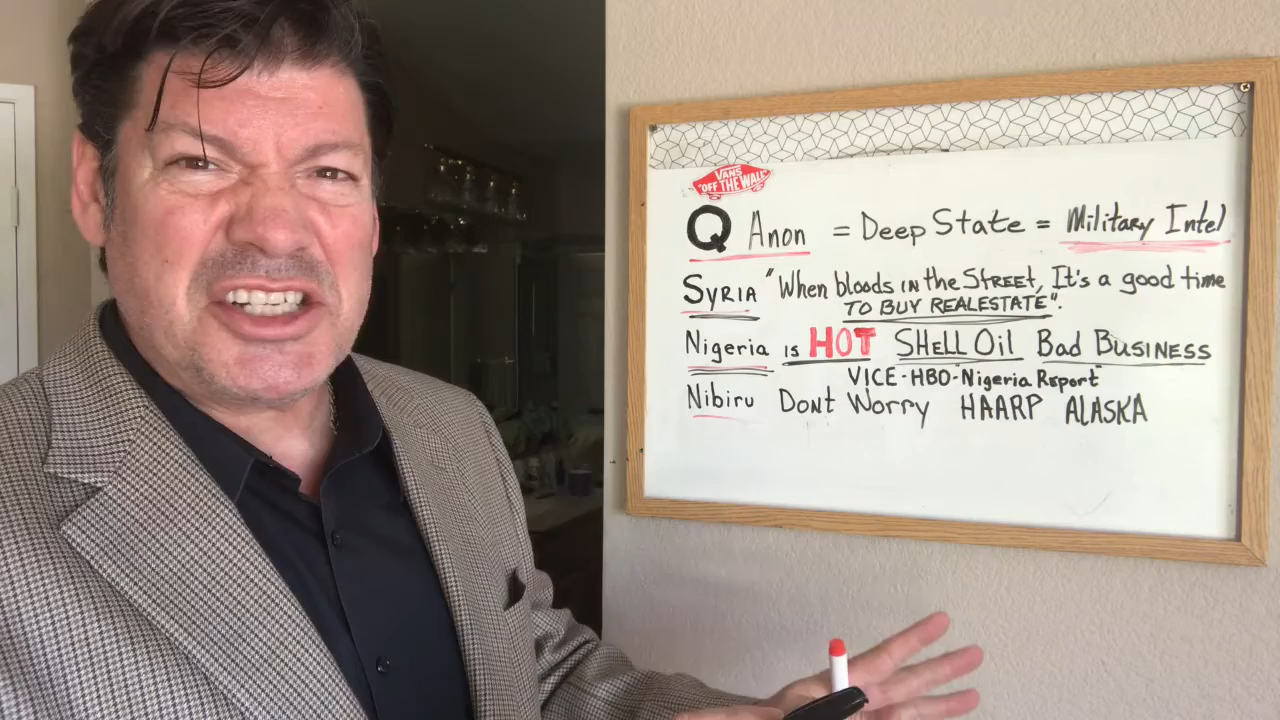 VANS
"OFF THE WALL"
Q Anon = Deep State = Military Intel
SYRIA "When bloods IN the STREET, It's a good time
TO BUY REALESTATE".
Nigeria is HOT SHELL Oil Bad BUSINESS
VICE-HBO-Nigeria Report
Nibiru Dont Worry HAARP ALASKA